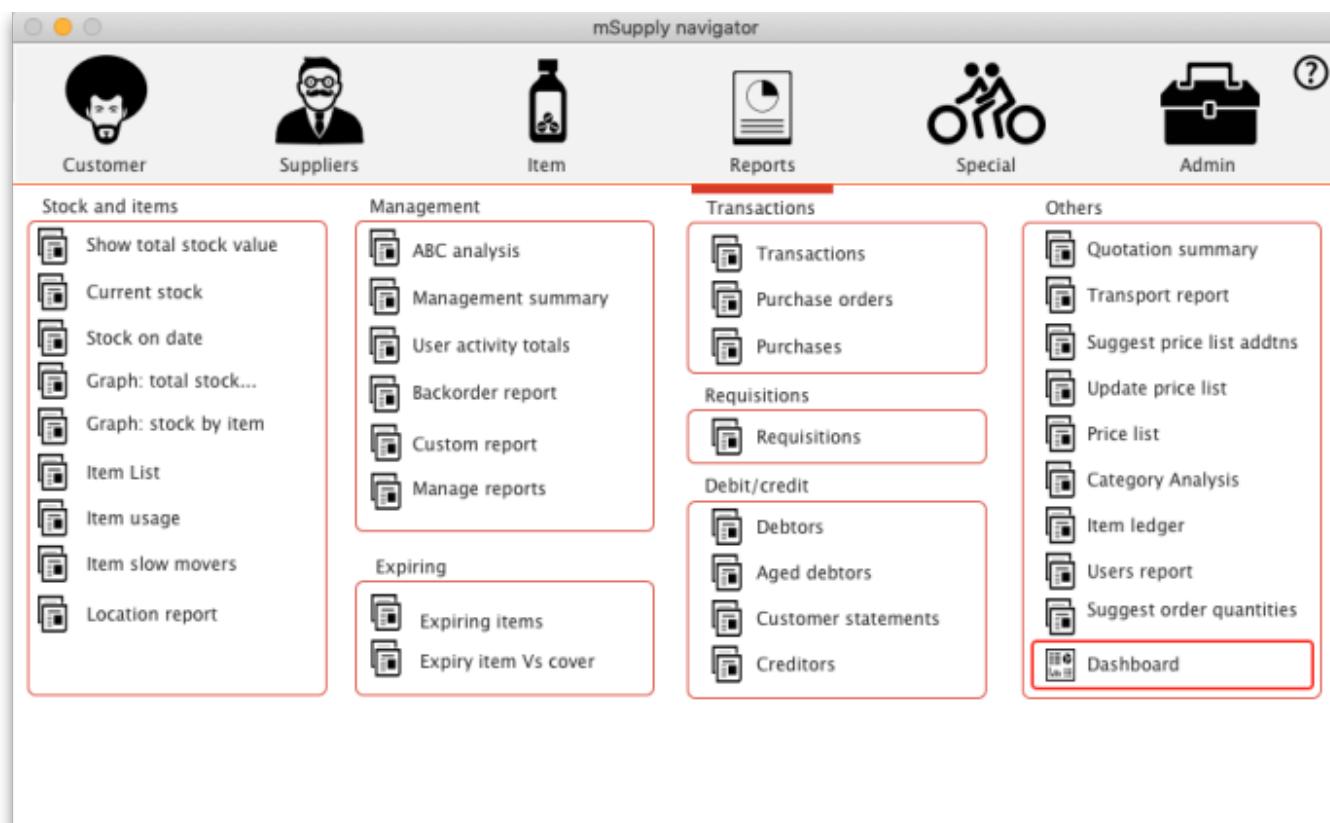 mSupply navigator
?
Customer
Suppliers
Item
Reports
Special
Admin
Stock and items
Show total stock value
Current stock
Stock on date
Graph: total stock...
Graph: stock by item
Item List
Item usage
Item slow movers
Location report
Management
ABC analysis
Management summary
User activity totals
Backorder report
Custom report
Manage reports
Expiring
Expiring items
Expiry item Vs cover
Transactions
Transactions
Purchase orders
Purchases
Requisitions
Requisitions
Debit/credit
Debtors
Aged debtors
Customer statements
Creditors
Others
Quotation summary
Transport report
Suggest price list addtns
Update price list
Price list
Category Analysis
Item ledger
Users report
Suggest order quantities
Dashboard